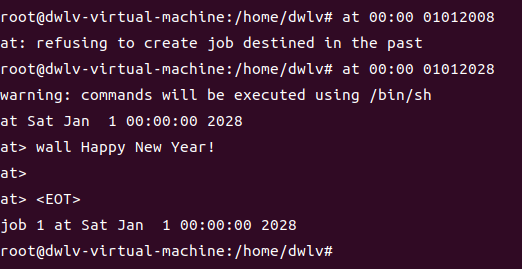 root@dwlv-virtual-machine:/home/dwlv# at 00:00 01012008
at: refusing to create job destined in the past
root@dwlv-virtual-machine:/home/dwlv# at 00:00 01012028
warning: commands will be executed using /bin/sh
at Sat Jan  1 00:00:00 2028
at> wall Happy New Year!
at>
at> <EOT>
job 1 at Sat Jan  1 00:00:00 2028
root@dwlv-virtual-machine:/home/dwlv#